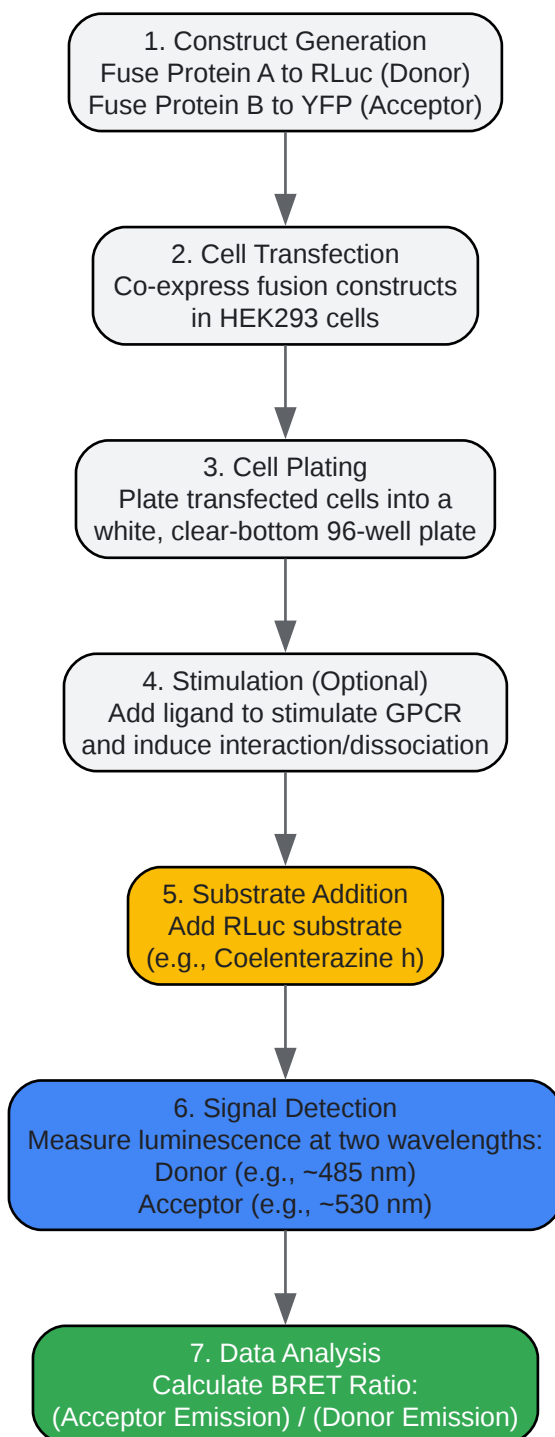 1. Construct Generation
Fuse Protein A to RLuc (Donor)
Fuse Protein B to YFP (Acceptor)
2. Cell Transfection
Co-express fusion constructs
in HEK293 cells
3. Cell Plating
Plate transfected cells into a
white, clear-bottom 96-well plate
4. Stimulation (Optional)
Add ligand to stimulate GPCR
and induce interaction/dissociation
5. Substrate Addition
Add RLuc substrate
(e.g., Coelenterazine h)
6. Signal Detection
Measure luminescence at two wavelengths:
Donor (e.g., ~485 nm)
Acceptor (e.g., ~530 nm)
7. Data Analysis
Calculate BRET Ratio:
(Acceptor Emission) / (Donor Emission)